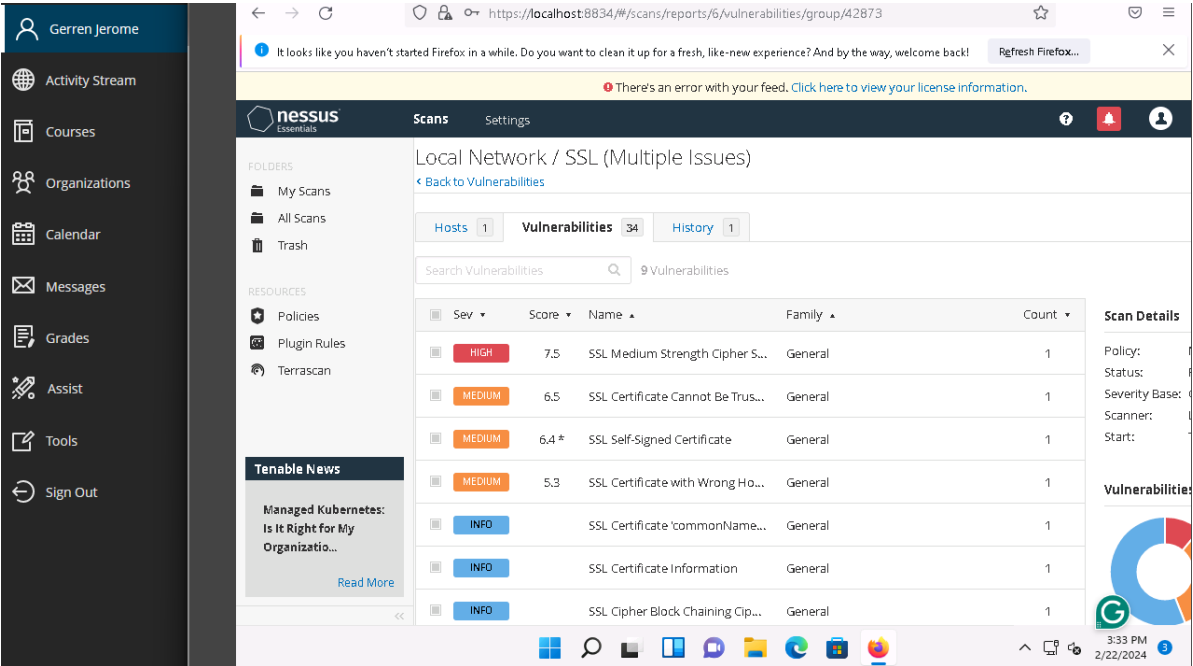 Gerren Jerome
Activity Stream
Courses
Organizations
Calendar
Messages
Grades
Assist
Tools
Sign Out
https://localhost:8834/#/scans/reports/6/vulnerabilities/group/42873
It looks like you haven't started Firefox in a while. Do you want to clean it up for a fresh, like-new experience? And by the way, welcome back! Refresh Firefox...
There's an error with your feed. Click here to view your license information.
nessus Essentials
Scans Settings
FOLDERS
My Scans
All Scans
Trash
RESOURCES
Policies
Plugin Rules
Terrascan
Tenable News
Managed Kubernetes:
Is It Right for My
Organizatio...
Read More
Local Network / SSL (Multiple Issues)
< Back to Vulnerabilities
Hosts 1 Vulnerabilities 34 History 1
Search Vulnerabilities 9 Vulnerabilities
Sev Score Name Family Count
HIGH 7.5 SSL Medium Strength Cipher S... General 1
MEDIUM 6.5 SSL Certificate Cannot Be Trus... General 1
MEDIUM 6.4 * SSL Self-Signed Certificate General 1
MEDIUM 5.3 SSL Certificate with Wrong Ho... General 1
INFO SSL Certificate 'commonName... General 1
INFO SSL Certificate Information General 1
INFO SSL Cipher Block Chaining Cip... General 1
Scan Details
Policy:
Status:
Severity Base:
Scanner:
Start:
Vulnerabilities
3:33 PM
2/22/2024 3